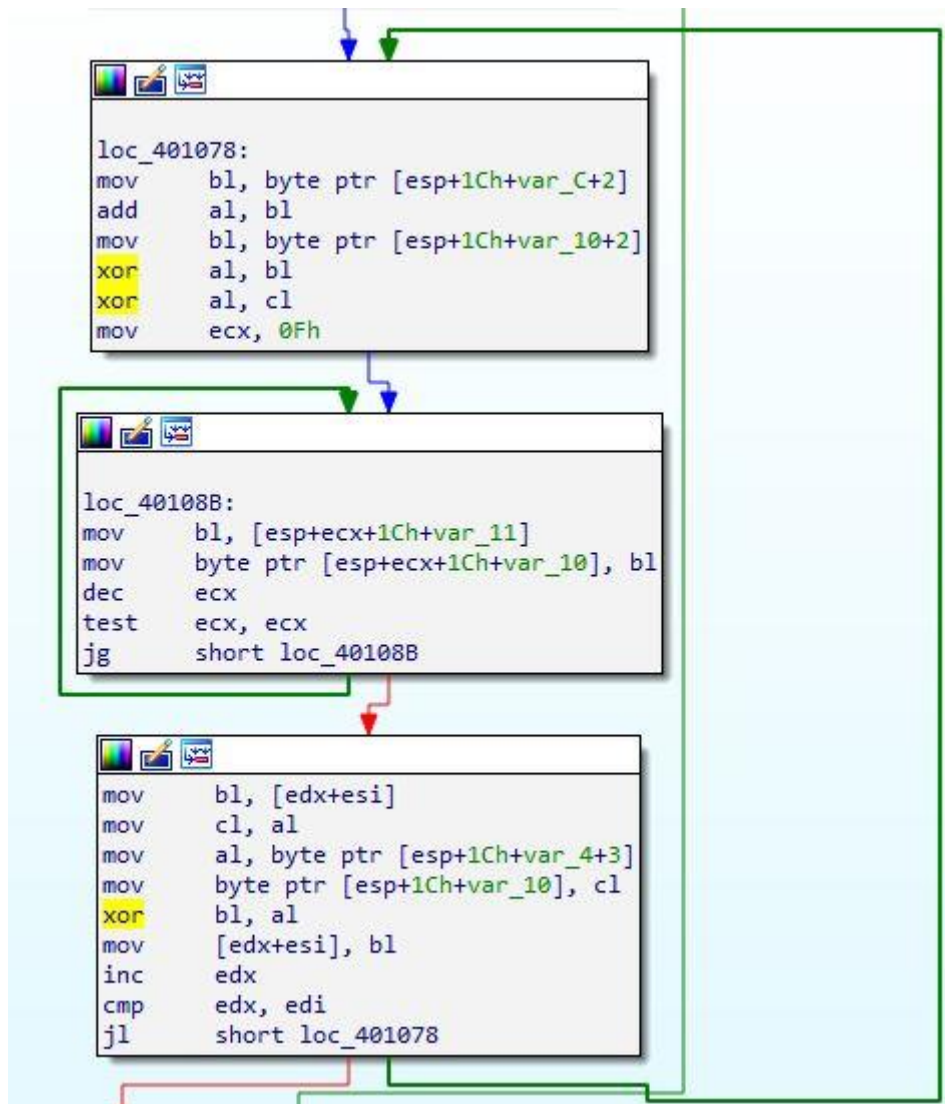 loc_401078:
mov bl, byte ptr [esp+1Ch+var_C+2]
add al, bl
mov bl, byte ptr [esp+1Ch+var_10+2]
xor al, bl
xor al, cl
mov ecx, 0Fh
loc_40108B:
mov bl, [esp+ecx+1Ch+var_11]
mov byte ptr [esp+ecx+1Ch+var_10], bl
dec ecx
test ecx, ecx
jg short loc_40108B
mov bl, [edx+esi]
mov cl, al
mov al, byte ptr [esp+1Ch+var_4+3]
mov byte ptr [esp+1Ch+var_10], cl
xor bl, al
mov [edx+esi], bl
inc edx
cmp edx, edi
jl short loc_401078